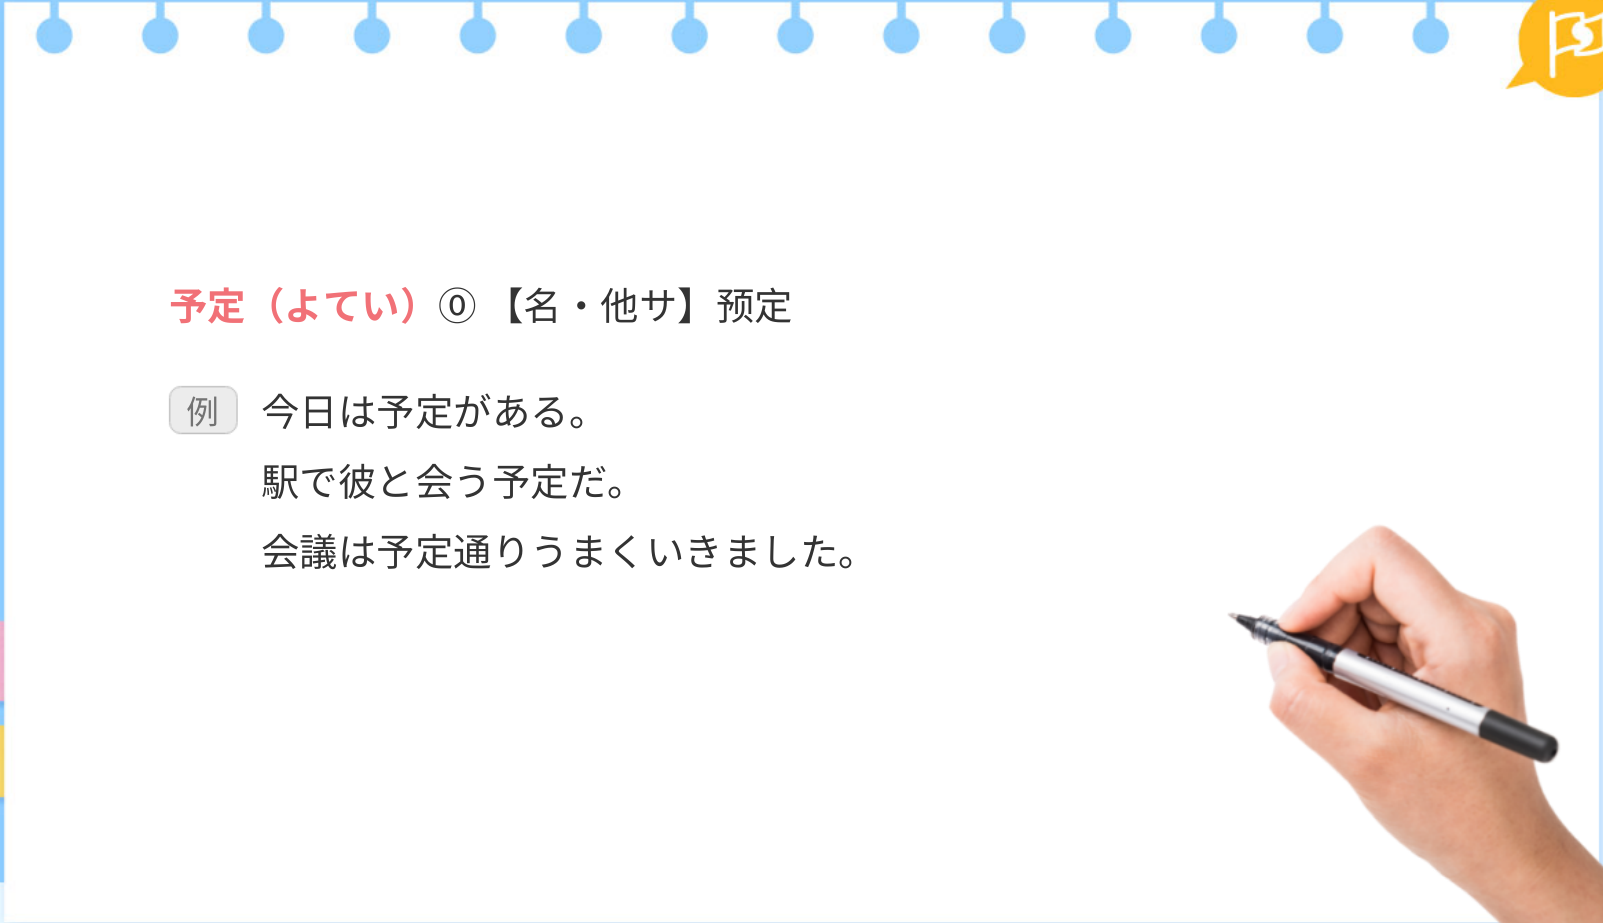 予定（よてい）⓪ 【名・他サ】预定
例 今日は予定がある。
駅で彼と会う予定だ。
会議は予定通りうまくいきました。